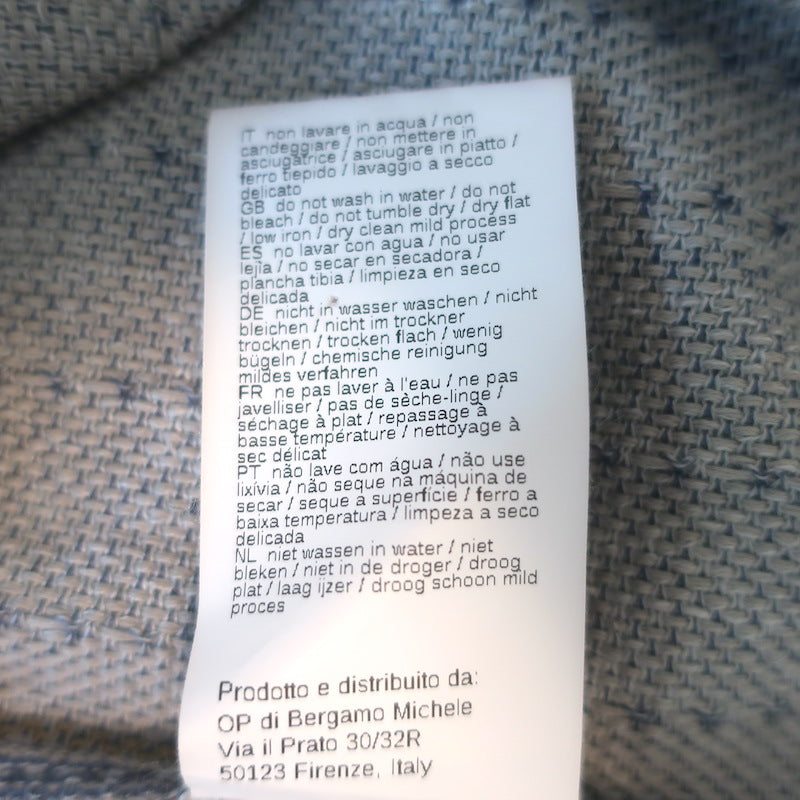 IT non lavare in acqua / non
candeggiare / non mettere in
asciugatrice / asciugare in piatto /
ferro tiepido / lavaggio a secco
delicato
GB do not wash in water / do not
bleach / do not tumble dry / dry flat
/ low iron / dry clean mild process
ES no lavar con agua / no usar
lejía / no secar en secadora /
plancha tibia / limpieza en seco
delicada
DE nicht in wasser waschen / nicht
bleichen / nicht im trockner
trocknen / trocken flach / wenig
bügeln / chemische reinigung
mildes verfahren
FR ne pas laver à l'eau / ne pas
javelliser / pas de sèche-linge /
séchage à plat / repassage à
basse température / nettoyage à
sec délicat
PT não lave com água / não use
lixívia / não seque na máquina de
secar / seque a superfície / ferro a
baixa temperatura / limpeza a seco
delicada
NL niet wassen in water / niet
bleken / niet in de droger / droog
plat / laag ijzer / droog schoon mild
proces
Prodotto e distribuito da:
OP di Bergamo Michele
Via il Prato 30/32R
50123 Firenze, Italy